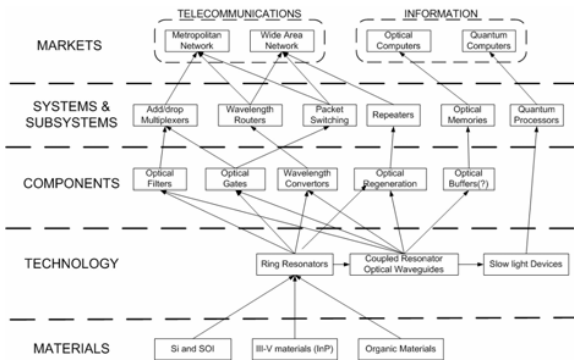 TELECOMMUNICATIONS
INFORMATION
MARKETS
Metropolitan
Network
Wide Area
Network
Optical
Computers
Quantum
Computers
SYSTEMS &
SUBSYSTEMS
Add/drop
Multiplexers
Wavelength
Routers
Packet
Switching
Repeaters
Optical
Memories
Quantum
Processors
COMPONENTS
Optical
Filters
Optical
Gates
Wavelength
Convertors
Optical
Regeneration
Optical
Buffers(?)
TECHNOLOGY
Ring Resonators
Coupled Resonator
Optical Waveguides
Slow light Devices
MATERIALS
Si and SOI
III-V materials (InP)
Organic Materials